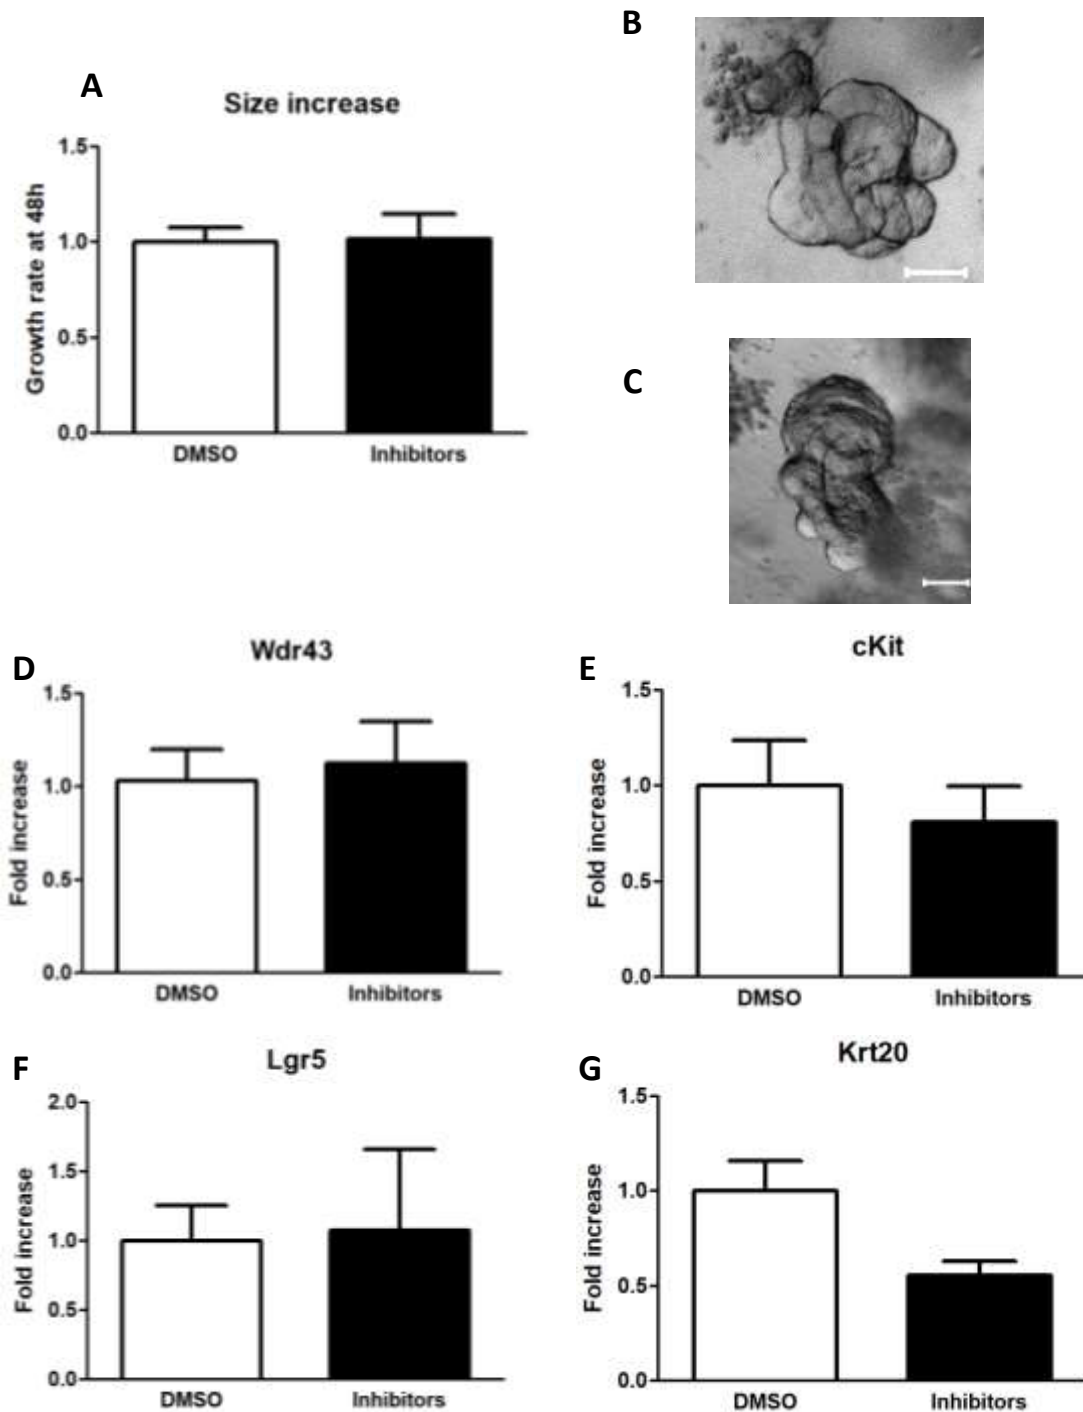 A
Size increase
Growth rate at 48h
1.5
1.0
0.5
0.0
DMSO
Inhibitors
B
C
D
Wdr43
Fold increase
1.5
1.0
0.5
0.0
DMSO
Inhibitors
E
cKit
Fold increase
1.5
1.0
0.5
0.0
DMSO
Inhibitors
F
Lgr5
Fold increase
2.0
1.5
1.0
0.5
0.0
DMSO
Inhibitors
G
Krt20
Fold increase
1.5
1.0
0.5
0.0
DMSO
Inhibitors